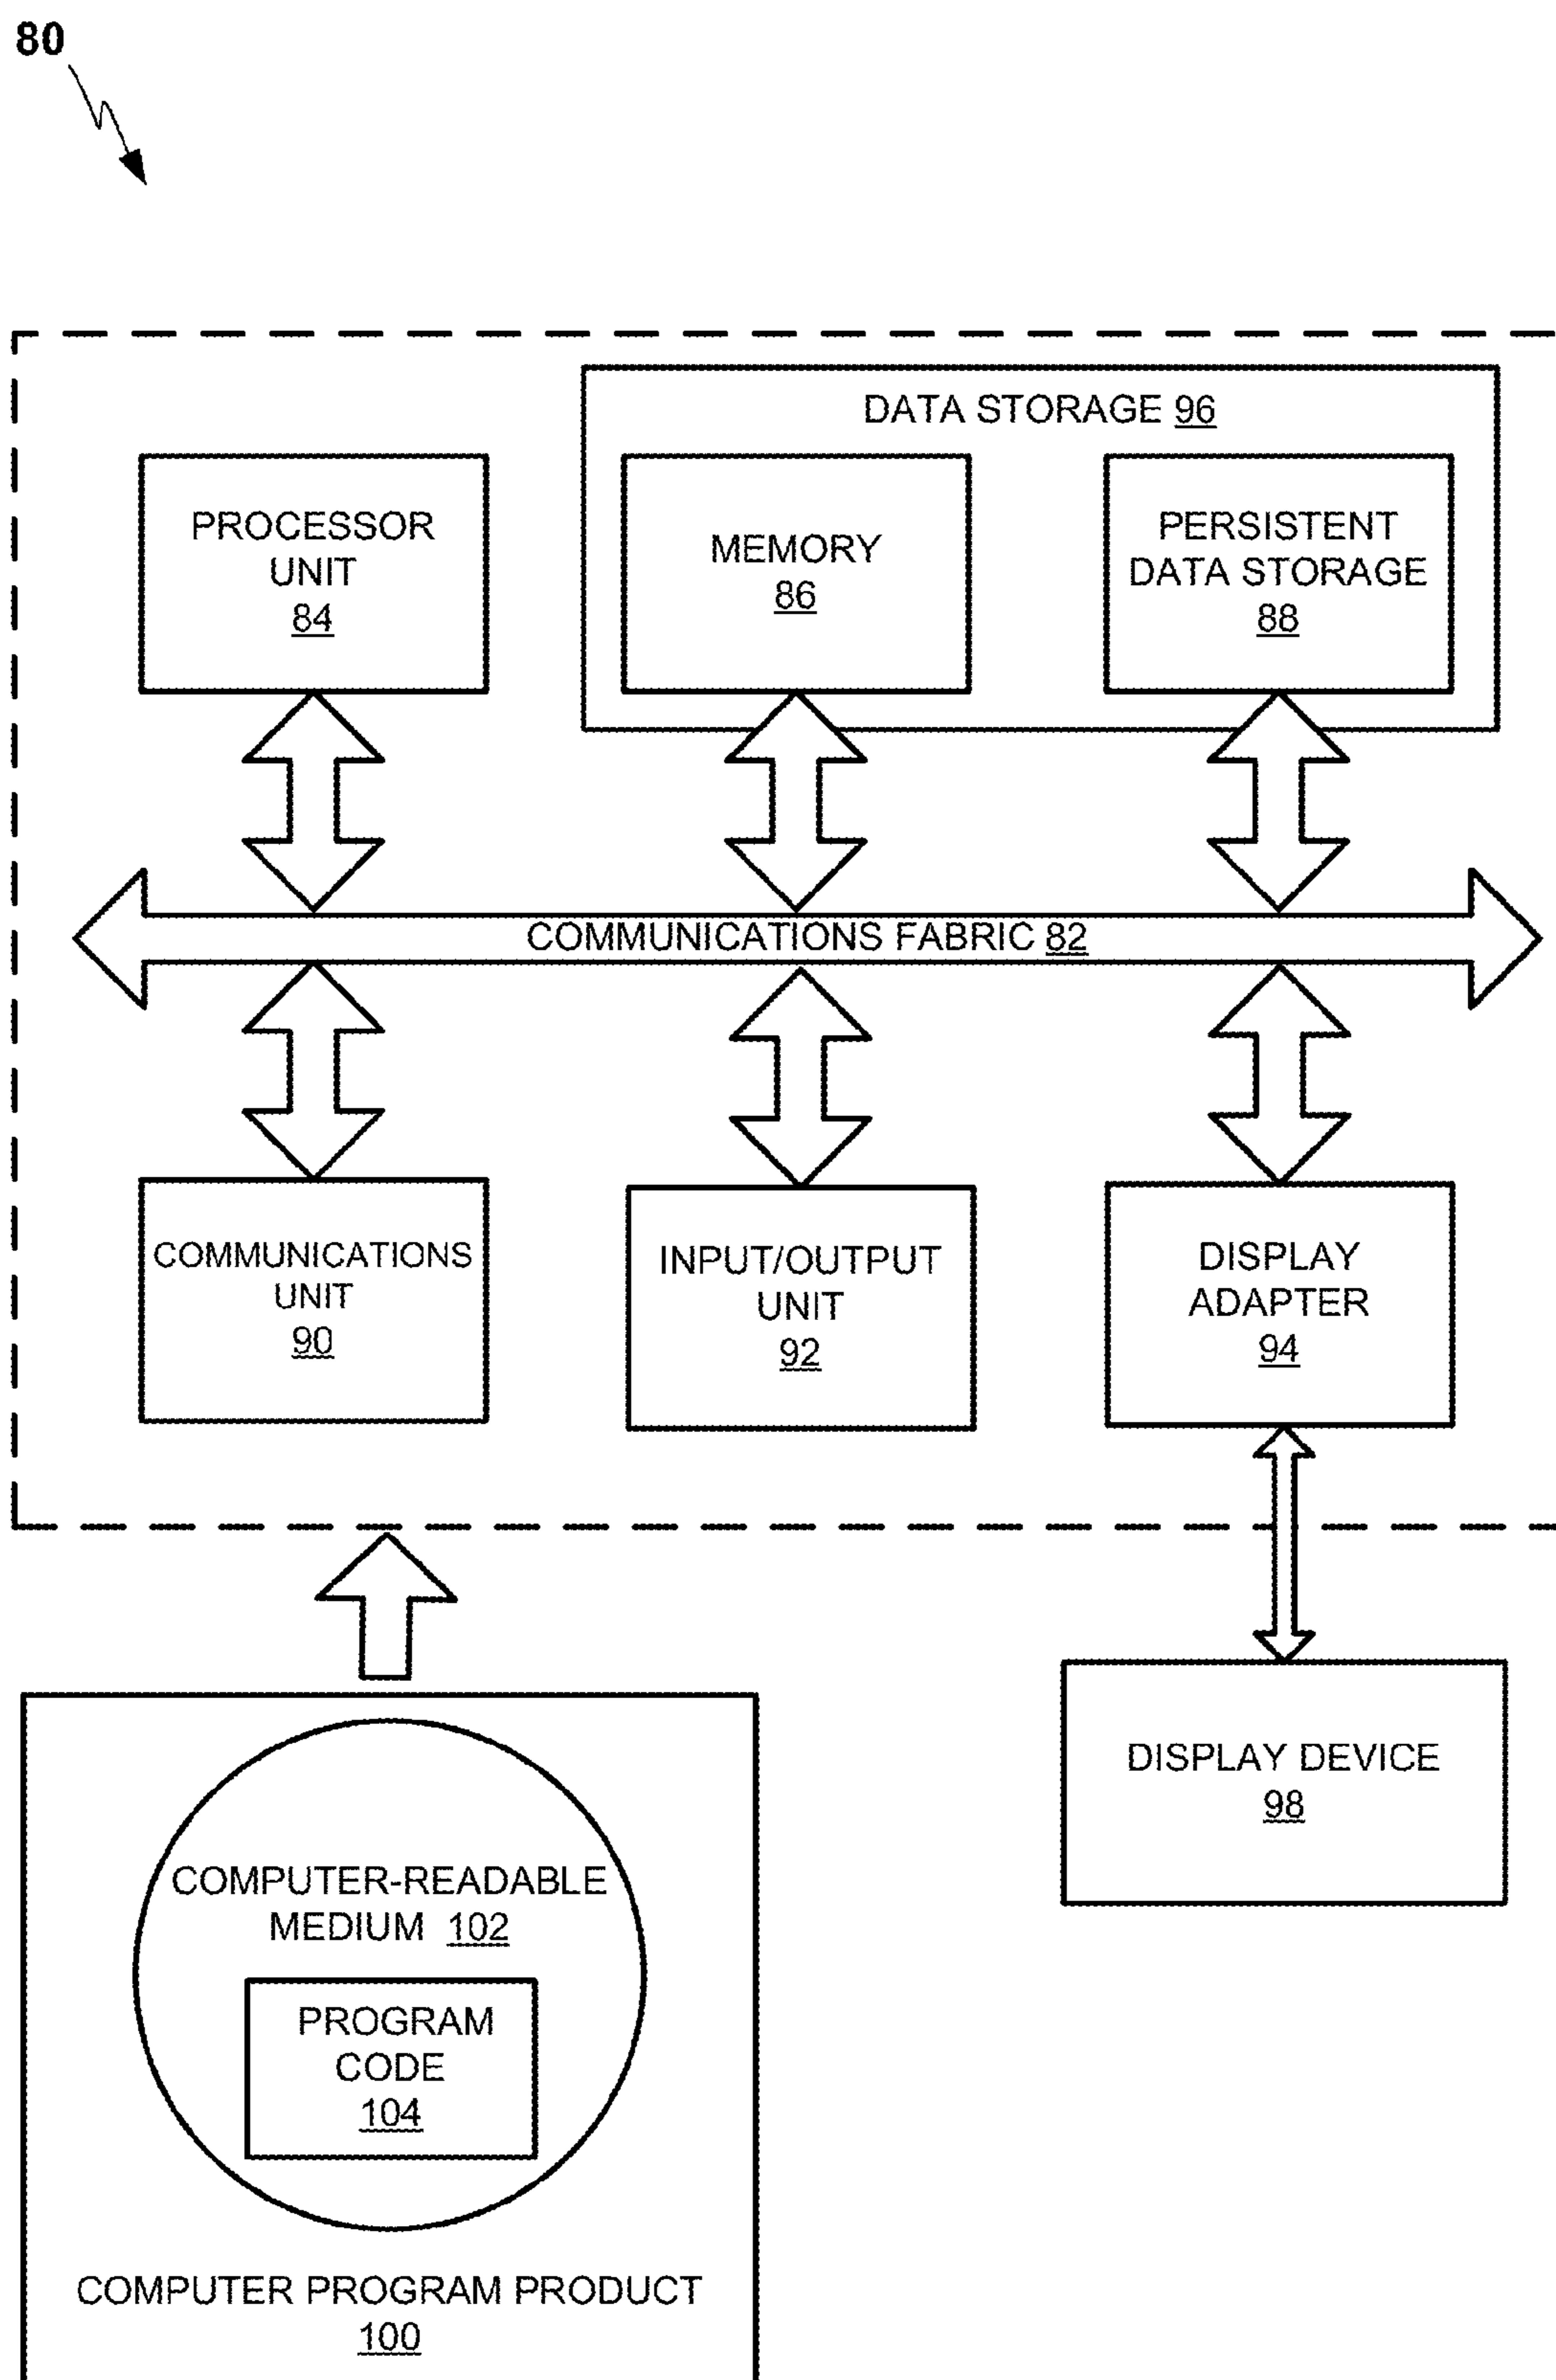 80
DATA STORAGE 96
PROCESSOR
UNIT
84
MEMORY
86
PERSISTENT
DATA STORAGE
88
COMMUNICATIONS FABRIC 82
COMMUNICATIONS
UNIT
90
INPUT/OUTPUT
UNIT
92
DISPLAY
ADAPTER
94
DISPLAY DEVICE
98
COMPUTER-READABLE
MEDIUM 102
PROGRAM
CODE
104
COMPUTER PROGRAM PRODUCT
100